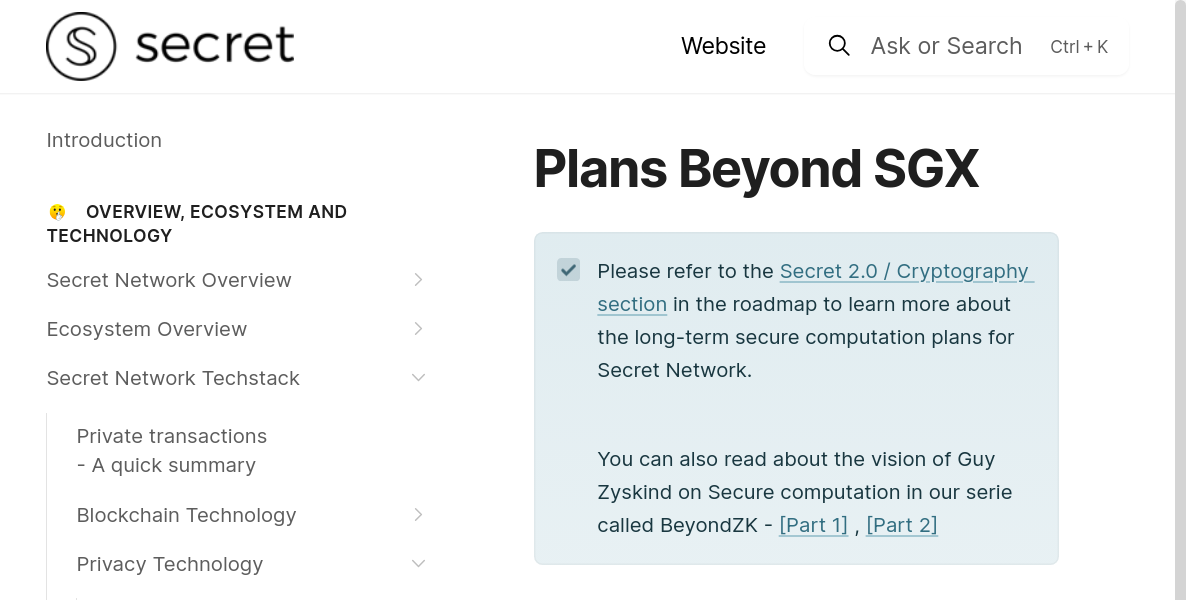 secret
Website
Ask or Search
Ctrl + K
Introduction
OVERVIEW, ECOSYSTEM AND
TECHNOLOGY
Secret Network Overview
Ecosystem Overview
Secret Network Techstack
Private transactions
- A quick summary
Blockchain Technology
Privacy Technology
Plans Beyond SGX
Please refer to the Secret 2.0 / Cryptography
section in the roadmap to learn more about
the long-term secure computation plans for
Secret Network.
You can also read about the vision of Guy
Zyskind on Secure computation in our serie
called BeyondZK - [Part 1] , [Part 2]